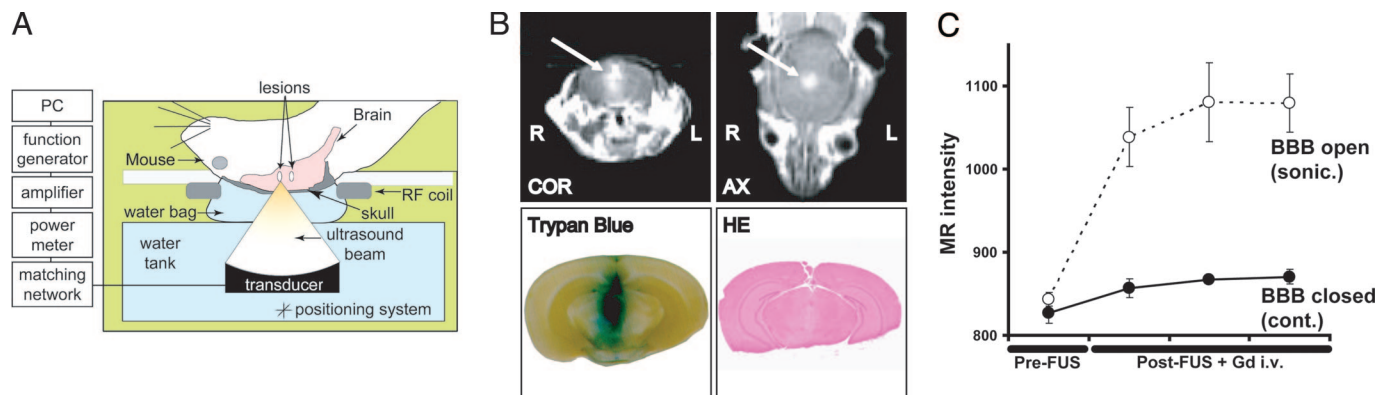 A
PC
function
generator
amplifier
power
meter
matching
network
lesions
Brain
Mouse
RF coil
water bag
skull
ultrasound
beam
water
tank
transducer
positioning system
B
R
L
COR
R
L
AX
Trypan Blue
HE
C
MR intensity
1100
1000
900
800
BBB open
(sonic.)
BBB closed
(cont.)
Pre-FUS
Post-FUS + Gd i.v.